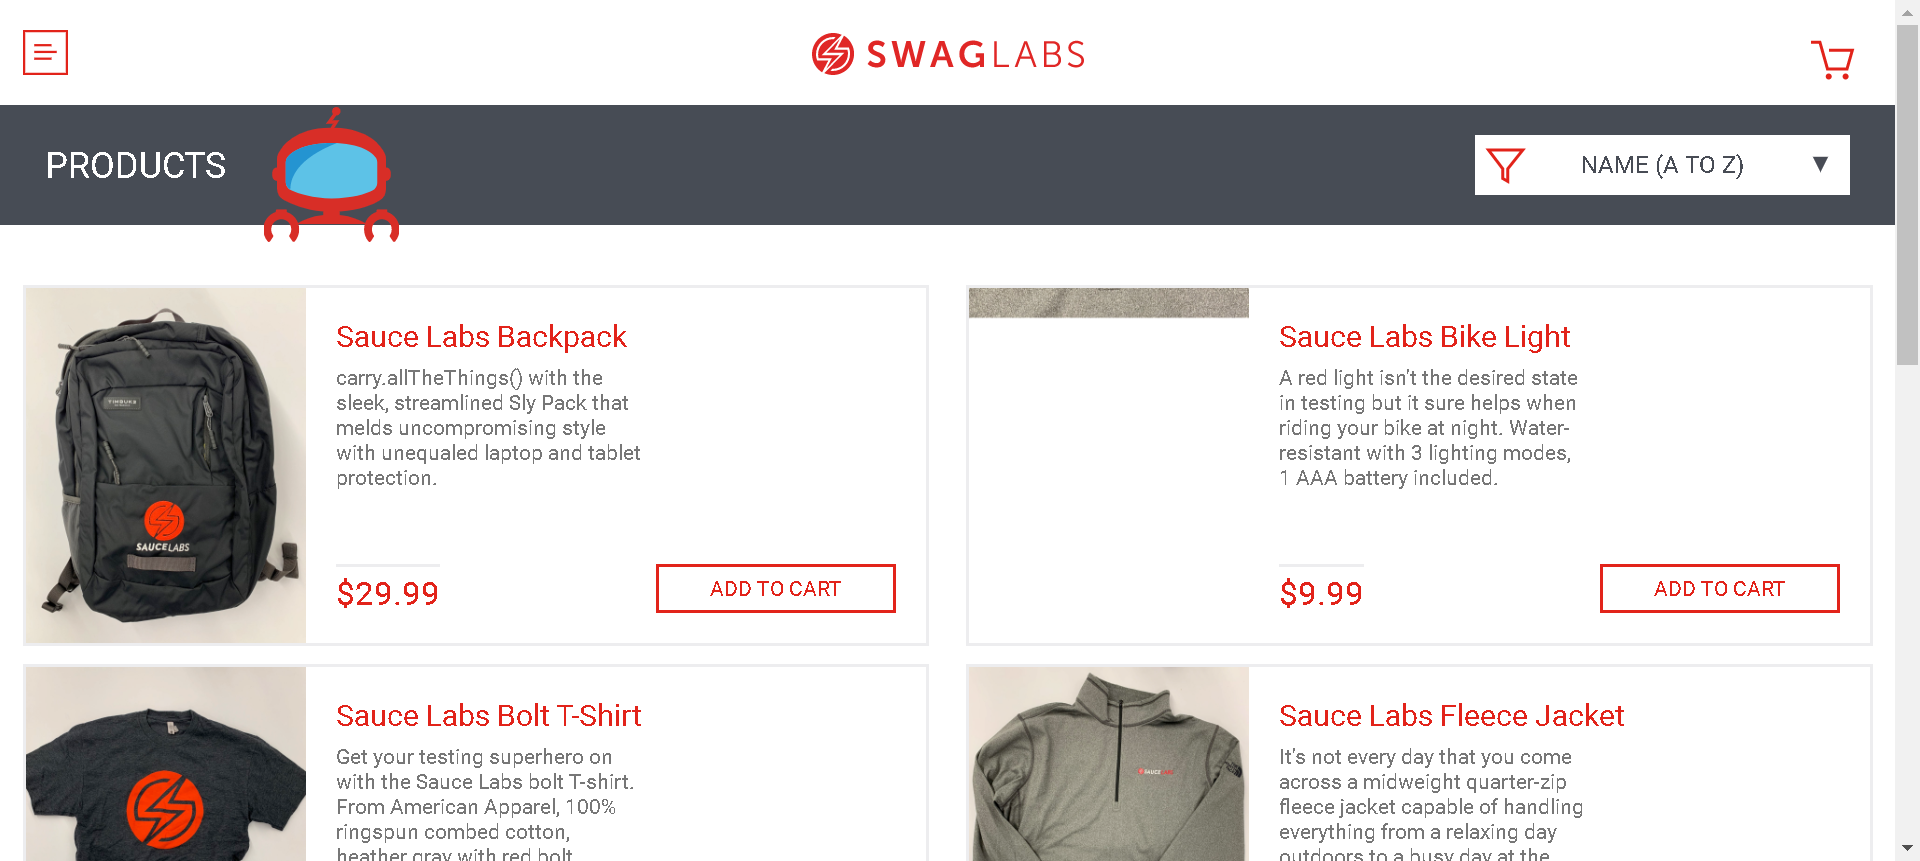 SWAGLABS
PRODUCTS
NAME (A TO Z)
Sauce Labs Backpack
carry.allTheThings() with the
sleek, streamlined Sly Pack that
melds uncompromising style
with unequaled laptop and tablet
protection.
$29.99
ADD TO CART
SAUCELABS
Sauce Labs Bike Light
A red light isn't the desired state
in testing but it sure helps when
riding your bike at night. Water-
resistant with 3 lighting modes,
1 AAA battery included.
$9.99
ADD TO CART
Sauce Labs Bolt T-Shirt
Get your testing superhero on
with the Sauce Labs bolt T-shirt.
From American Apparel, 100%
ringspun combed cotton,
heather gray with red bolt.
Sauce Labs Fleece Jacket
It's not every day that you come
across a midweight quarter-zip
fleece jacket capable of handling
everything from a relaxing day
outdoors to a busy day at the
SAUCELABS